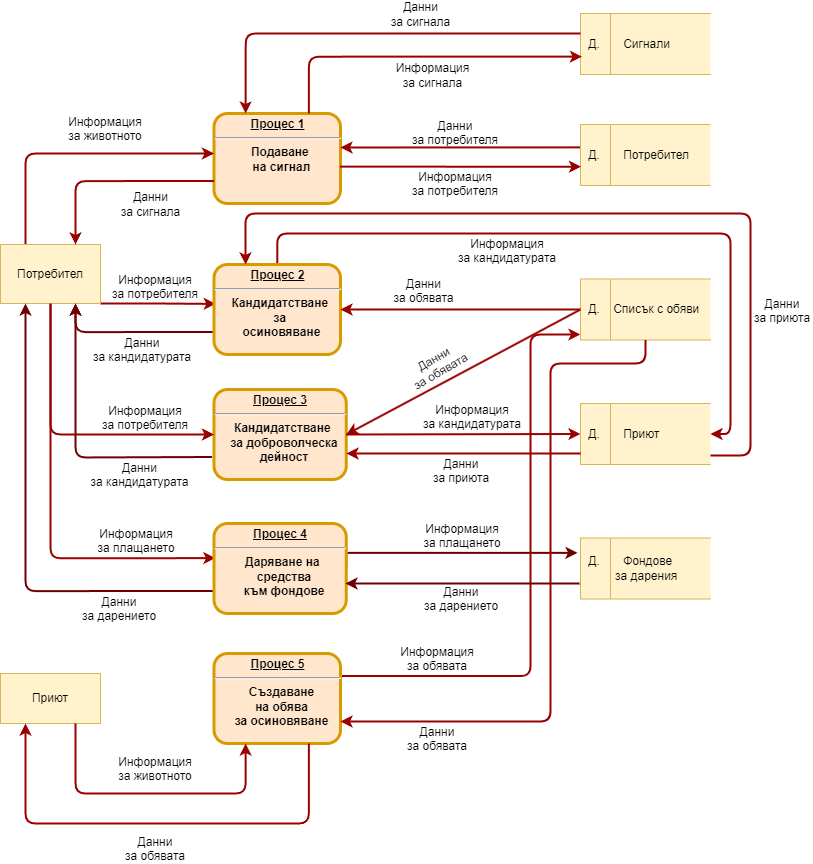 Данни
за сигнала
Д.
Сигнали
Информация
за сигнала
Информация
за животното
Процес 1
Подаване
на сигнал
Данни
за потребителя
Д.
Потребител
Информация
за потребителя
Данни
за сигнала
Потребител
Информация
за потребителя
Процес 2
Кандидатстване
за
осиновяване
Информация
за кандидатурата
Данни
за обявата
Д.
Списък с обяви
Данни
за приюта
Данни
за кандидатурата
Данни
за обявата
Информация
за потребителя
Процес 3
Кандидатстване
за доброволческа
дейност
Информация
за кандидатурата
Д.
Приют
Данни
за кандидатурата
Данни
за приюта
Информация
за плащането
Процес 4
Даряване на
средства
към фондове
Информация
за плащането
Д.
Фондове
за дарения
Данни
за дарението
Данни
за дарението
Приют
Процес 5
Създаване
на обява
за осиновяване
Информация
за обявата
Данни
за обявата
Информация
за животното
Данни
за обявата